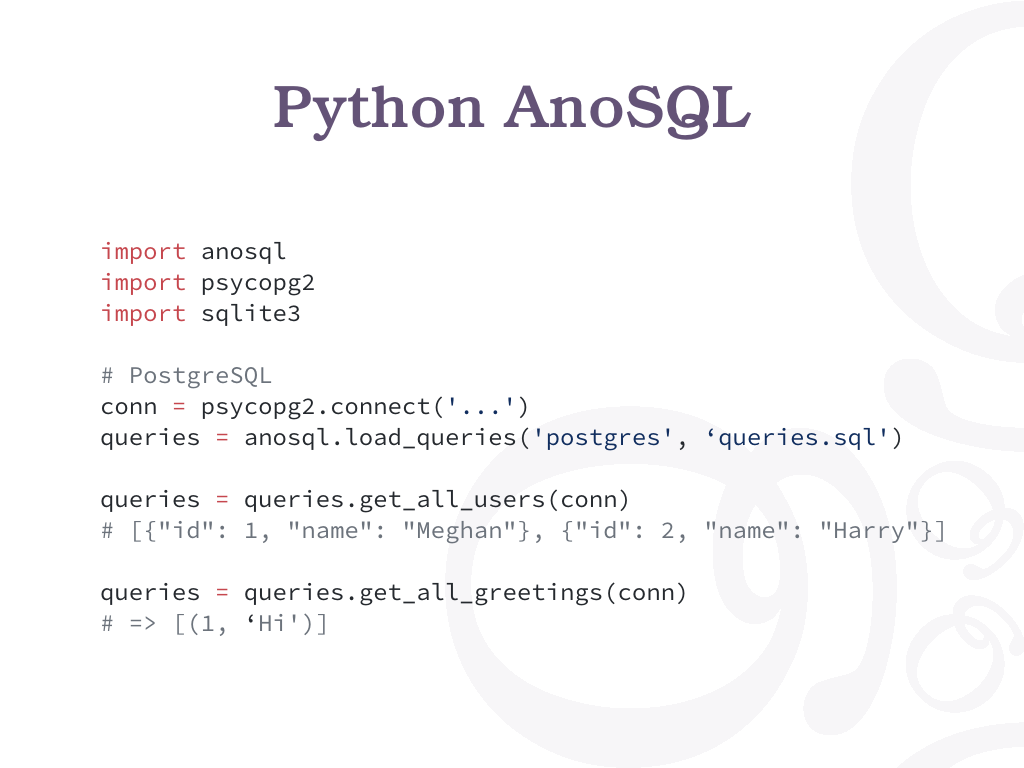 Python AnoSQL
import anosql
import psycopg2
import sqlite3
# PostgreSQL
conn = psycopg2.connect('...')
queries = anosql.load_queries('postgres', ‘queries.sql')
queries = queries.get_all_users(conn)
# [{"id": 1, "name": "Meghan"}, {"id": 2, "name": "Harry"}]
queries = queries.get_all_greetings(conn)
# => [(1, ‘Hi')]